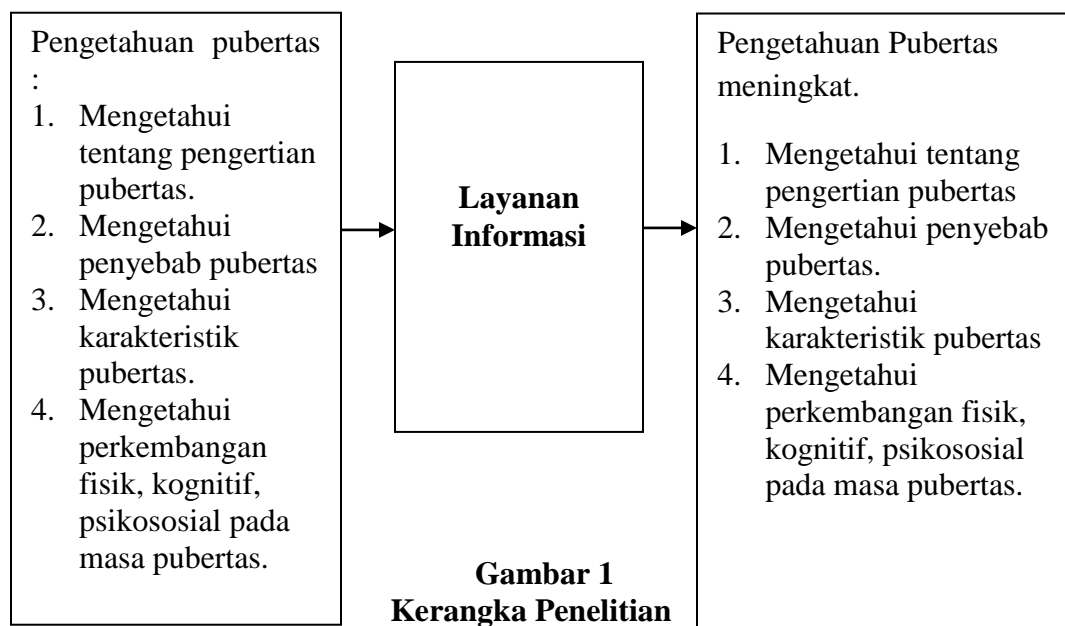 Pengetahuan pubertas
:
1. Mengetahui
tentang pengertian
pubertas.
2. Mengetahui
penyebab pubertas
3. Mengetahui
karakteristik
pubertas.
4. Mengetahui
perkembangan
fisik, kognitif,
psikososial pada
masa pubertas.
Layanan
Informasi
Pengetahuan Pubertas
meningkat.
1. Mengetahui tentang
pengertian pubertas
2. Mengetahui penyebab
pubertas.
3. Mengetahui
karakteristik pubertas
4. Mengetahui
perkembangan fisik,
kognitif, psikososial
pada masa pubertas.
Gambar 1
Kerangka Penelitian